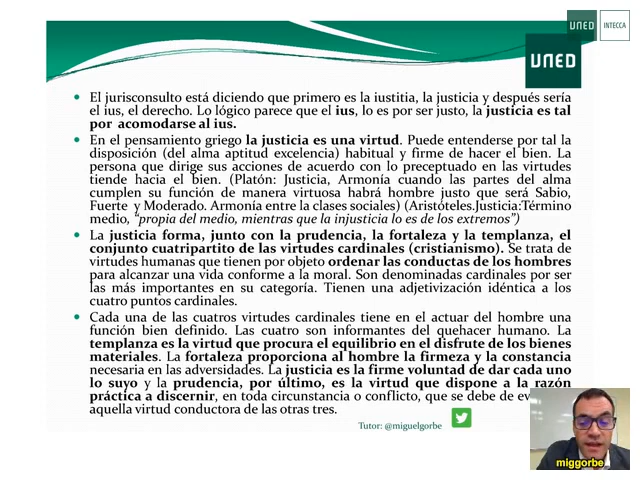 UNED
INTECCA
UNED
• El jurisconsulto está diciendo que primero es la iustitia, la justicia y después sería
el ius, el derecho. Lo lógico parece que el ius, lo es por ser justo, la justicia es tal
por acomodarse al ius.
• En el pensamiento griego la justicia es una virtud. Puede entenderse por tal la
disposición (del alma aptitud excelencia) habitual y firme de hacer el bien. La
persona que dirige sus acciones de acuerdo con lo preceptuado en las virtudes
tiende hacia el bien. (Platón: Justicia, Armonía cuando las partes del alma
cumplen su función de manera virtuosa habrá hombre justo que será Sabio,
Fuerte y Moderado. Armonía entre la clases sociales) (Aristóteles.Justicia:Término
medio, "propia del medio, mientras que la injusticia lo es de los extremos")
• La justicia forma, junto con la prudencia, la fortaleza y la templanza, el
conjunto cuatripartito de las virtudes cardinales (cristianismo). Se trata de
virtudes humanas que tienen por objeto ordenar las conductas de los hombres
para alcanzar una vida conforme a la moral. Son denominadas cardinales por ser
las más importantes en su categoría. Tienen una adjetivización idéntica a los
cuatro puntos cardinales.
• Cada una de las cuatros virtudes cardinales tiene en el actuar del hombre una
función bien definido. Las cuatro son informantes del quehacer humano. La
templanza es la virtud que procura el equilibrio en el disfrute de los bienes
materiales. La fortaleza proporciona al hombre la firmeza y la constancia
necesaria en las adversidades. La justicia es la firme voluntad de dar cada uno
lo suyo y la prudencia, por último, es la virtud que dispone a la razón
práctica a discernir, en toda circunstancia o conflicto, que se debe de
aquella virtud conductora de las otras tres.
Tutor: @miguelgorbe
miggorbe